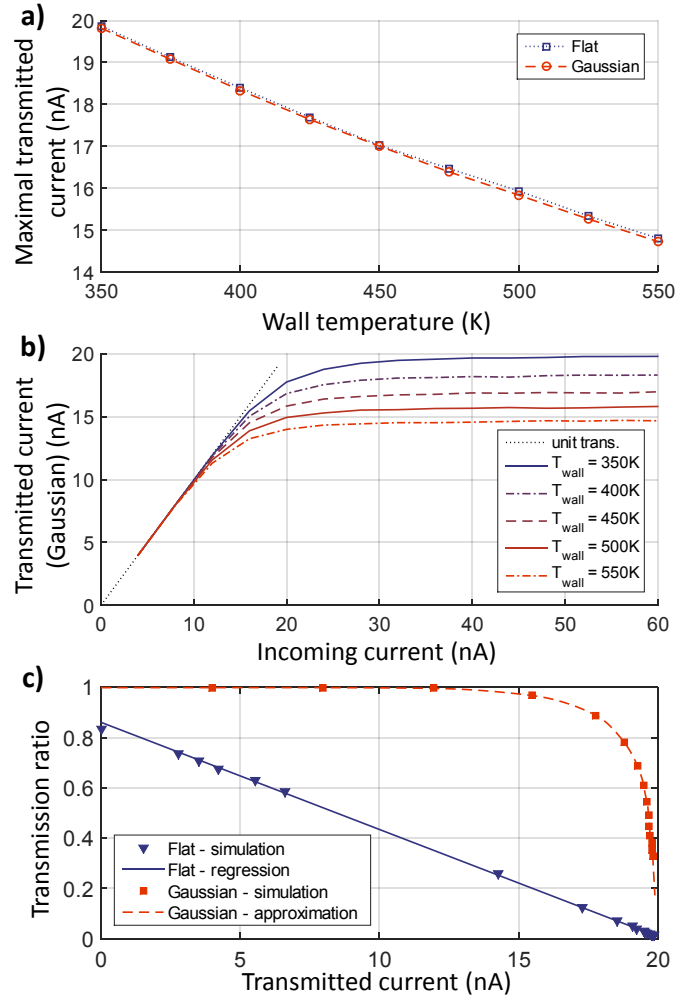 a)
20
19
18
17
16
15
14
Maximal transmitted
current (nA)
Flat
Gaussian
350
400
450
500
550
Wall temperature (K)
b)
20
15
10
5
0
Transmitted current
(Gaussian) (nA)
unit trans.
T_wall = 350K
T_wall = 400K
T_wall = 450K
T_wall = 500K
T_wall = 550K
0
10
20
30
40
50
60
Incoming current (nA)
c)
1
0.8
0.6
0.4
0.2
0
Transmission ratio
Flat - simulation
Flat - regression
Gaussian - simulation
Gaussian - approximation
0
5
10
15
20
Transmitted current (nA)